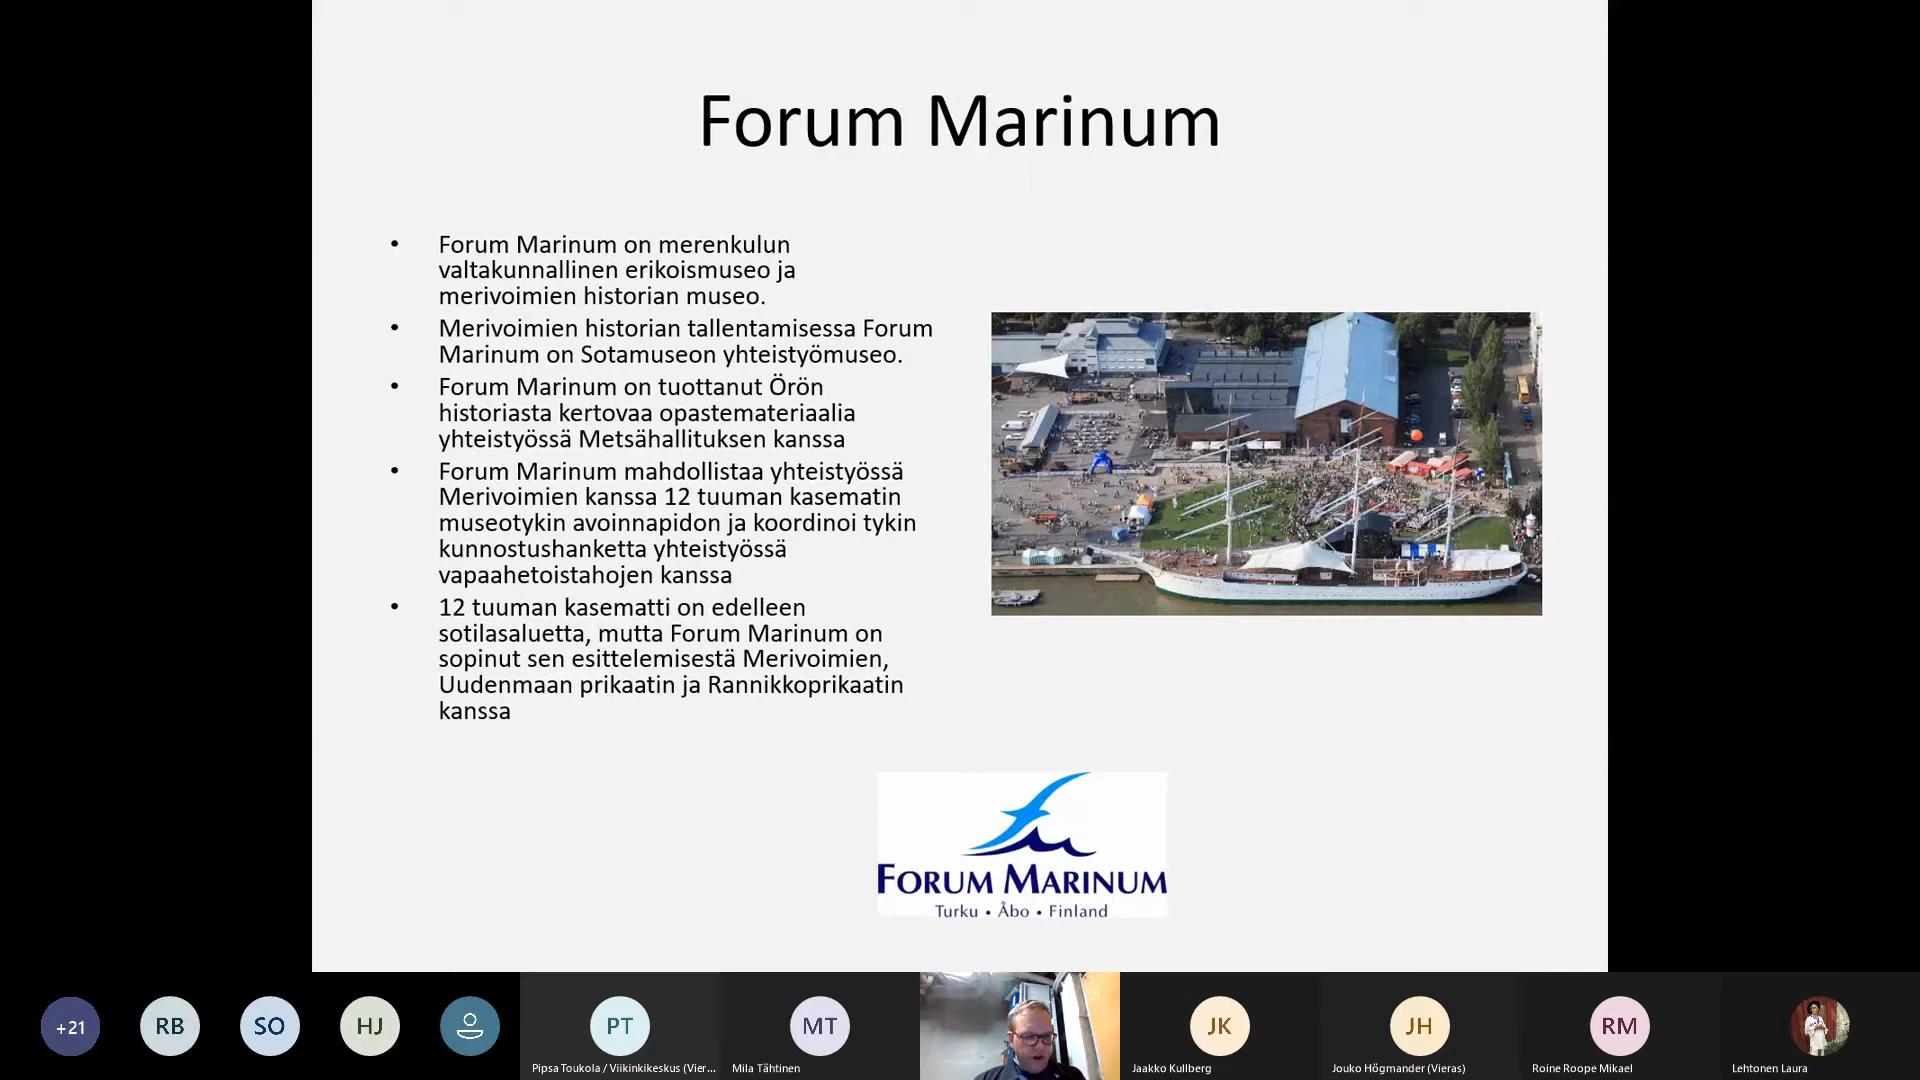 Forum Marinum
• Forum Marinum on merenkulun
valtakunnallinen erikoismuseo ja
merivoimien historian museo.
• Merivoimien historian tallentamisessa Forum
Marinum on Sotamuseon yhteistyömuseo.
• Forum Marinum on tuottanut Örön
historiasta kertovaa opastemateriaalia
yhteistyössä Metsähallituksen kanssa
• Forum Marinum mahdollistaa yhteistyössä
Merivoimien kanssa 12 tuuman kasematin
museotykin avoinnapidon ja koordinoi tykin
kunnostushanketta yhteistyössä
vapaahetoistahojen kanssa
• 12 tuuman kasematti on edelleen
sotilasaluetta, mutta Forum Marinum on
sopinut sen esittelemisestä Merivoimien,
Uudenmaan prikaatin ja Rannikkoprikaatin
kanssa
FORUM MARINUM
Turku • Åbo • Finland
+21
RB
SO
HJ
PT
MT
JK
JH
RM
Pipsa Toukola / Viikinkikeskus (Vier...
Mila Tähtinen
Jaakko Kullberg
Jouko Högmander (Vieras)
Roine Roope Mikael
Lehtonen Laura